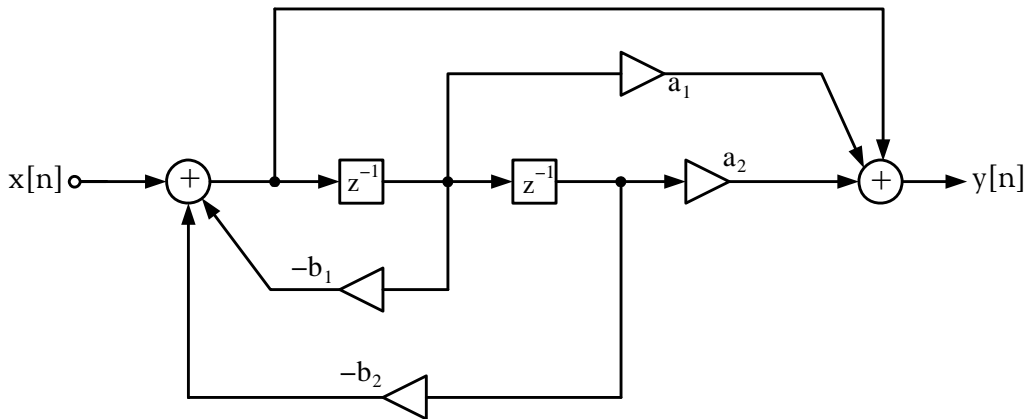 a₁
a₂
x[n]
+
z⁻¹
z⁻¹
+
y[n]
−b₁
−b₂